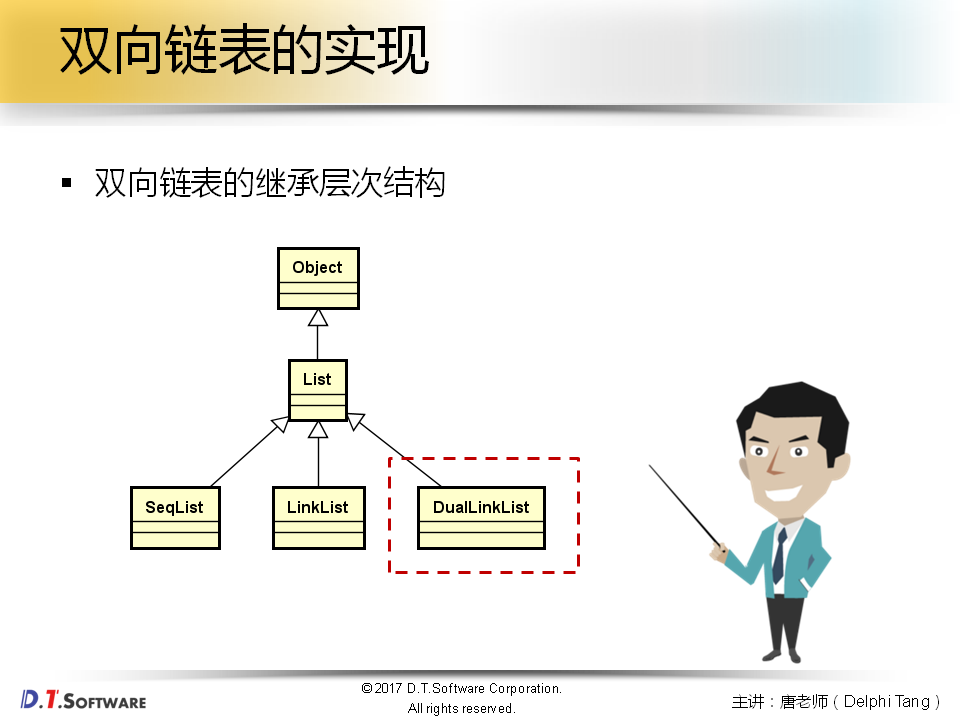 双向链表的实现
▪ 双向链表的继承层次结构
Object
List
SeqList
LinkList
DualLinkList
D.T.SOFTWARE
©2017 D.T.Software Corporation.
All rights reserved.
主讲：唐老师（Delphi Tang）